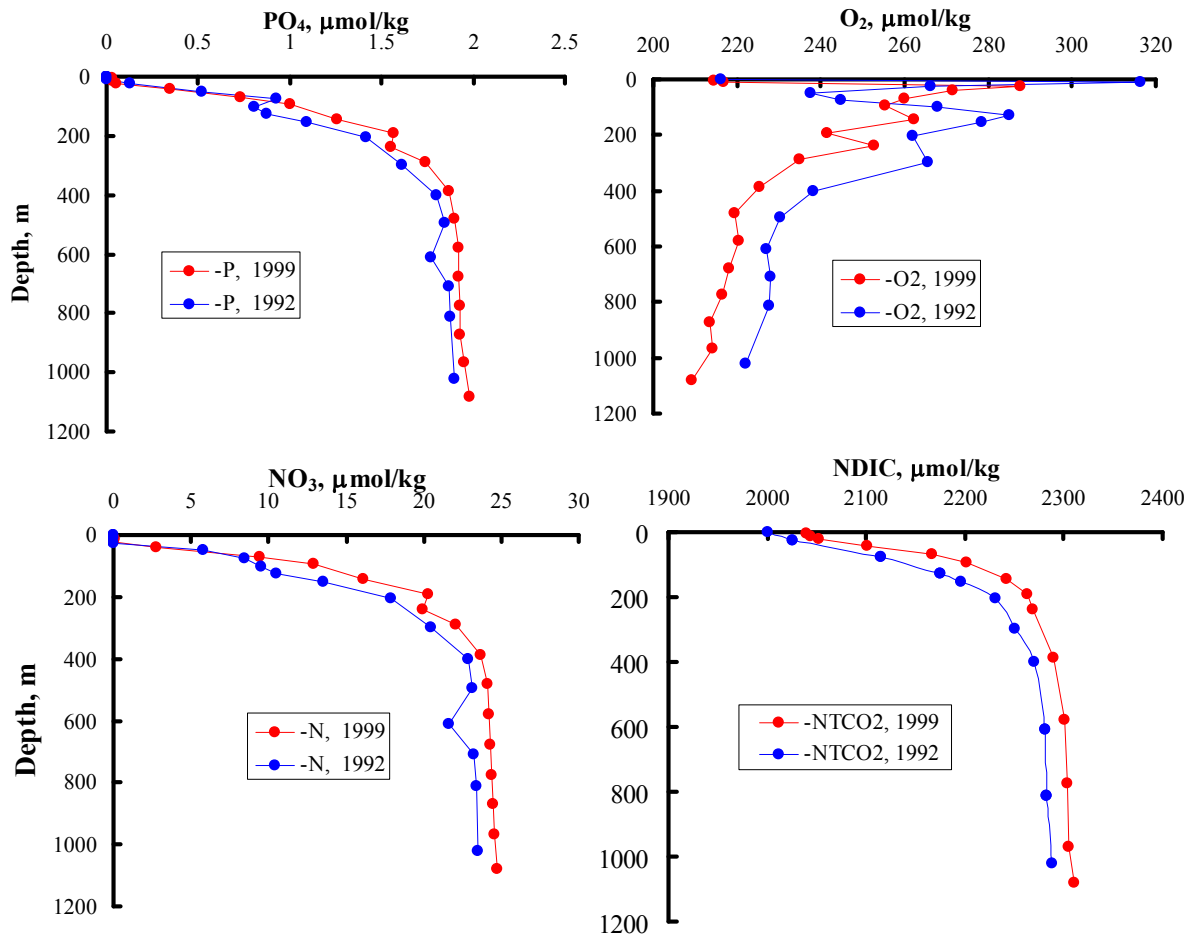 PO₄, μmol/kg
0 0.5 1 1.5 2 2.5
0
200
400
600
800
1000
1200
Depth, m
-P, 1999
-P, 1992
O₂, μmol/kg
200 220 240 260 280 300 320
0
200
400
600
800
1000
1200
-O2, 1999
-O2, 1992
NO₃, μmol/kg
0 5 10 15 20 25 30
0
200
400
600
800
1000
1200
Depth, m
-N, 1999
-N, 1992
NDIC, μmol/kg
1900 2000 2100 2200 2300 2400
0
200
400
600
800
1000
1200
-NTCO2, 1999
-NTCO2, 1992